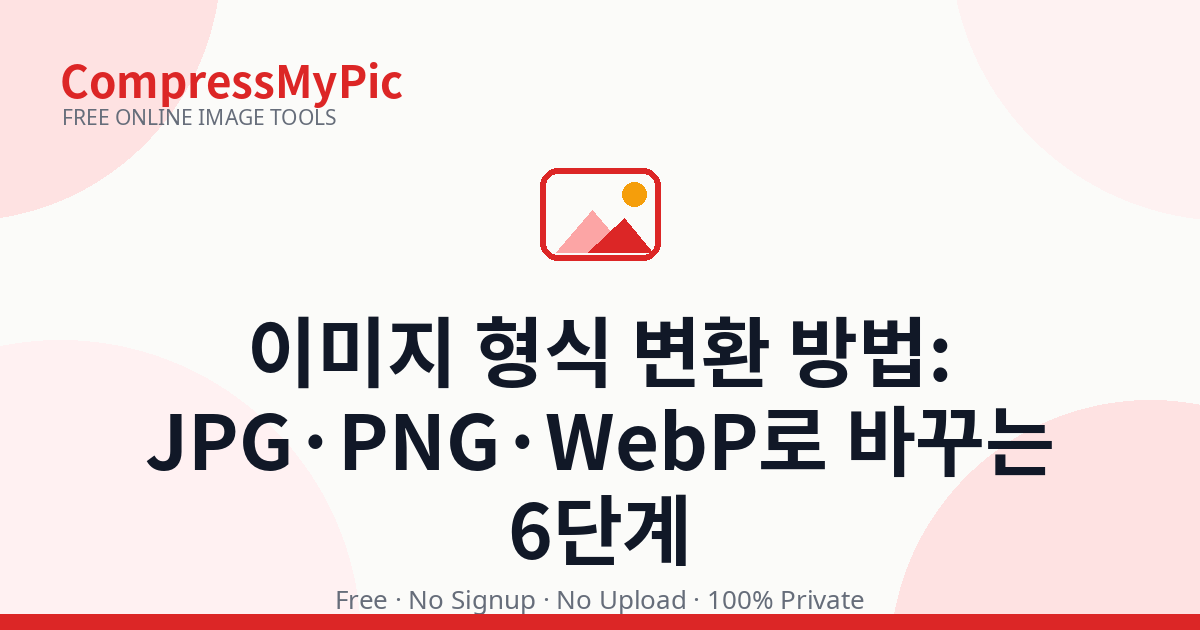 CompressMyPic
FREE ONLINE IMAGE TOOLS
이미지 형식 변환 방법:
JPG·PNG·WebP로 바꾸는
6단계
Free · No Signup · No Upload · 100% Private